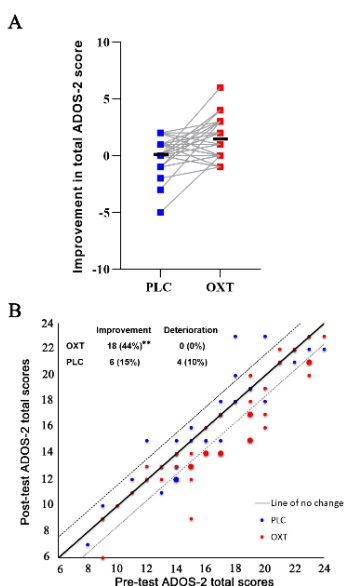 A
Improvement in total ADOS-2 score
10
5
0
-5
-10
PLC OXT
B
Improvement Deterioration
OXT 18 (44%)** 0 (0%)
PLC 6 (15%) 4 (10%)
Post-test ADOS-2 total scores
24
22
20
18
16
14
12
10
8
6
Line of no change
PLC
OXT
6 8 10 12 14 16 18 20 22 24
Pre-test ADOS-2 total scores